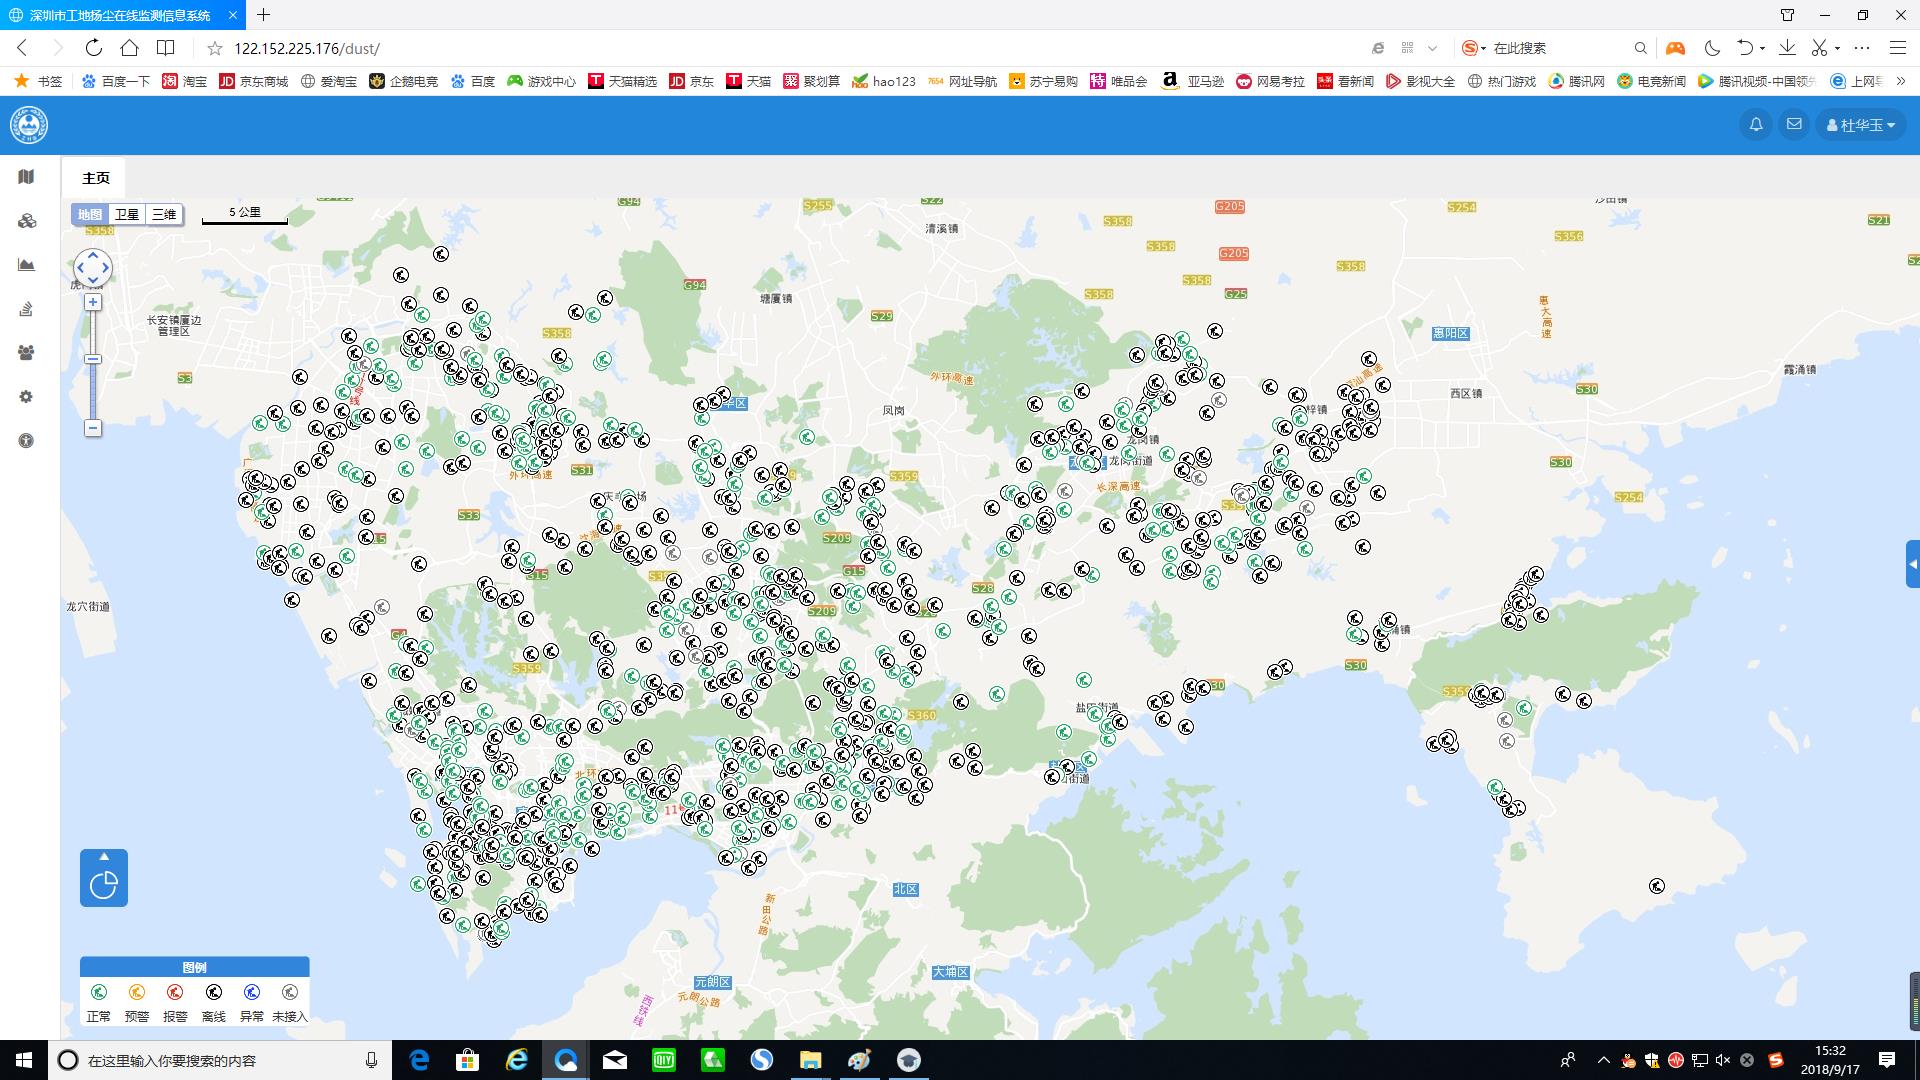 深圳市工地扬尘在线监测信息系统
122.152.225.176/dust/
在此搜索
书签
百度一下
淘宝
京东商城
爱淘宝
企鹅电竞
百度
游戏中心
天猫精选
京东
天猫
聚划算
hao123
网址导航
苏宁易购
唯品会
亚马逊
网易考拉
看新闻
影视大全
热门游戏
腾讯网
电竞新闻
腾讯视频-中国领先
上网导
杜华玉
主页
地图
卫星
三维
5 公里
G94
S255
S22
G205
S254
S21
S358
清溪镇
S358
S356
S358
G205
S358
S358
G94
塘厦镇
S358
G25
长安镇厦边
管理区
S29
惠大高速
惠阳区
S358
S3
外环高速
霞涌镇
S30
西区镇
凤岗
龙岗镇
龙岗街道
S30
S31
外环高速
S359
长深高速
S254
S33
S209
G15
G15
S28
龙穴街道
S209
G4
S359
S30
S360
盐田街道
北环
11
北区
新田公路
大埔区
元朗区
元朗公路
西铁线
图例
正常
预警
报警
离线
异常
未接入
在这里输入你要搜索的内容
15:32
2018/9/17